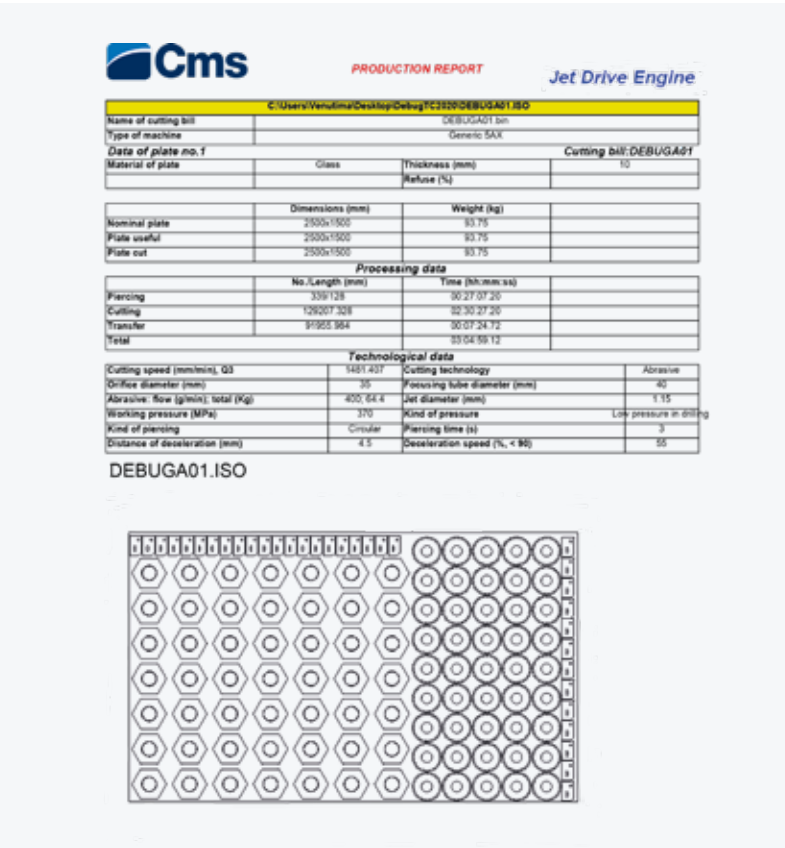 Cms
PRODUCTION REPORT
Jet Drive Engine
C:\Users\Venutima\Desktop\DebugTC2020\DEBUGA01.ISO
Name of cutting bill DEBUGA01.bin
Type of machine Generic 5AX
Data of plate no.1 Cutting bill:DEBUGA01
Material of plate Glass Thickness (mm) 10
Refuse (%)
Dimensions (mm) Weight (kg)
Nominal plate 2500x1500 93.75
Plate useful 2500x1500 93.75
Plate cut 2500x1500 93.75
Processing data
No./Length (mm) Time (hh:mm:ss)
Piercing 339/128 00:27:07.20
Cutting 129207.328 02:30:27.20
Transfer 91955.984 00:07:24.72
Total 03:04:59.12
Technological data
Cutting speed (mm/min), Q3 1481.407 Cutting technology Abrasive
Orifice diameter (mm) 35 Focusing tube diameter (mm) 40
Abrasive: flow (g/min); total (Kg) 400; 64.4 Jet diameter (mm) 1.15
Working pressure (MPa) 370 Kind of pressure Low pressure in drilling
Kind of piercing Circular Piercing time (s) 3
Distance of deceleration (mm) 4.5 Deceleration speed (%, < 90) 55
DEBUGA01.ISO